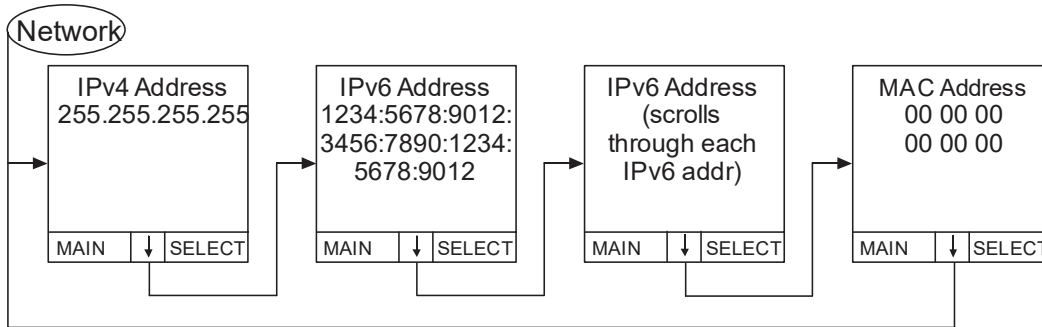 Network
IPv4 Address
255.255.255.255
MAIN
↓
SELECT
IPv6 Address
1234:5678:9012:
3456:7890:1234:
5678:9012
MAIN
↓
SELECT
IPv6 Address
(scrolls
through each
IPv6 addr)
MAIN
↓
SELECT
MAC Address
00 00 00
00 00 00
MAIN
↓
SELECT